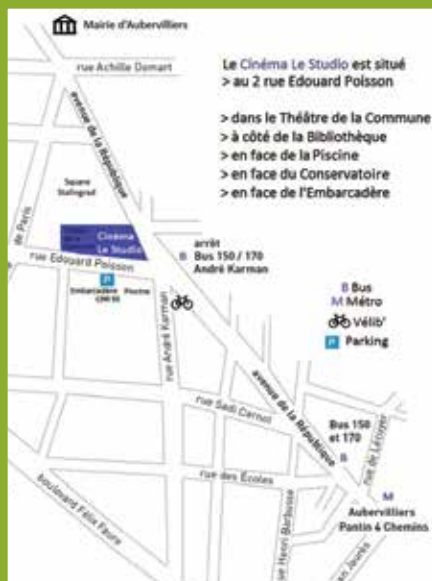 Mairie d'Aubervilliers
rue Achille Domart
Le Cinéma Le Studio est situé
> au 2 rue Edouard Poisson
> dans le Théâtre de la Commune
> à côté de la Bibliothèque
> en face de la Piscine
> en face du Conservatoire
> en face de l'Embarcadère
avenue de la République
Square
Stalingrad
de Paris
Cinéma
Le Studio
rue Edouard Poisson
arrêt
B Bus 150 / 170
André Karman
P
Embarcadère Piscine
rue André Karman
B Bus
M Métro
Vélib'
P Parking
avenue de la République
rue Sadi Carnot
Bus 150
et 170
B
rue de Lécuyer
rue des Écoles
M
Aubervilliers
Pantin 4 Chemins
boulevard Félix Faure
rue Henri Barbusse
Jaurès